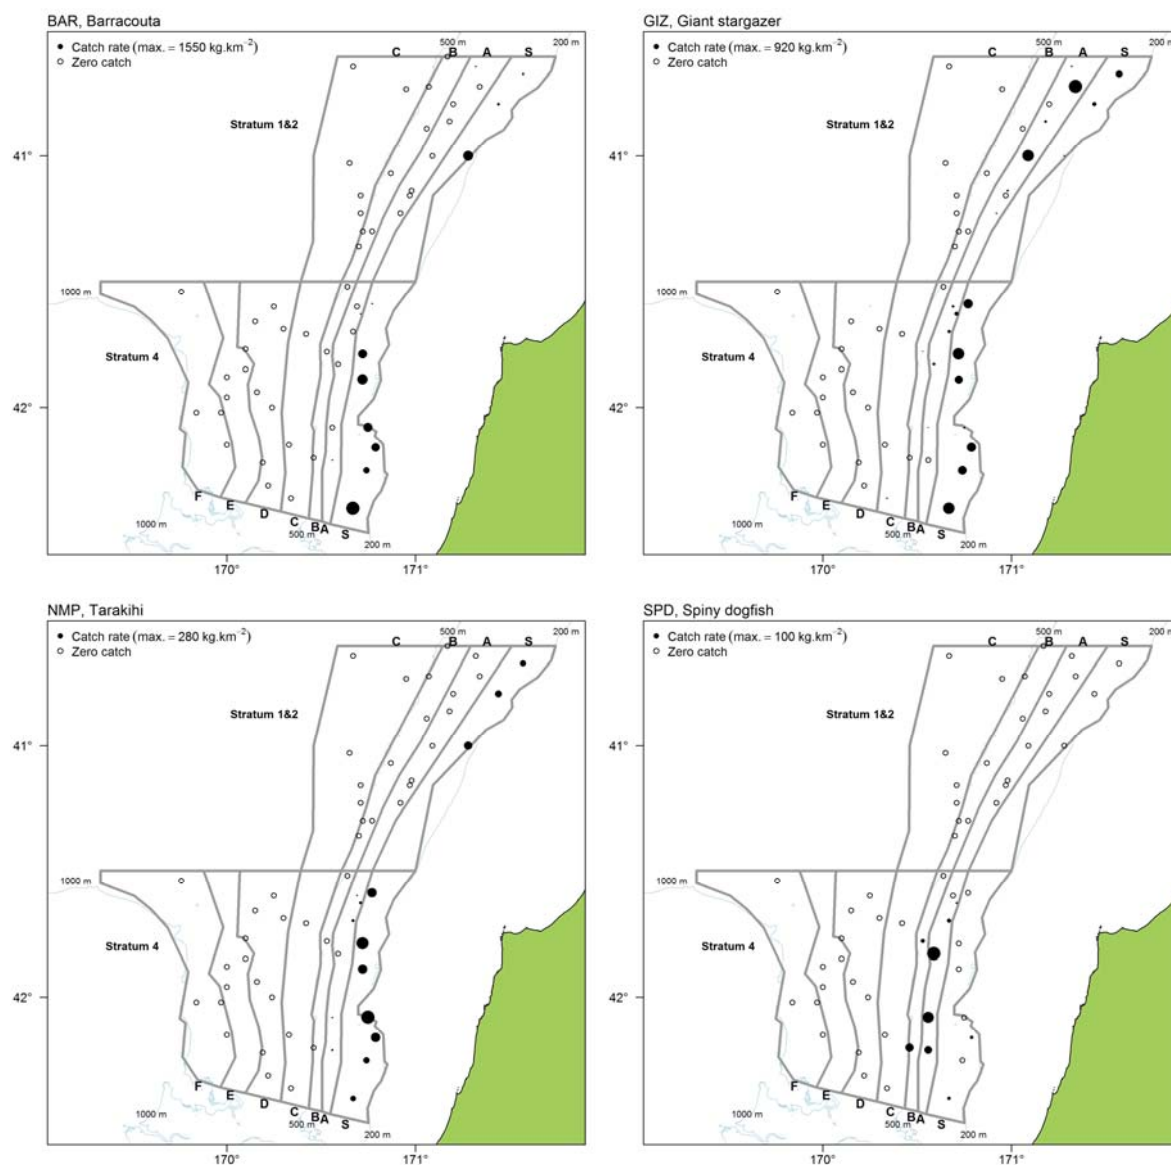 BAR, Barracouta
Catch rate (max. = 1550 kg.km⁻²)
Zero catch
500 m
200 m
C B A S
Stratum 1&2
41°
1000 m
Stratum 4
42°
F E D C B A S
1000 m
500 m
200 m
170° 171°
GIZ, Giant stargazer
Catch rate (max. = 920 kg.km⁻²)
Zero catch
500 m
200 m
C B A S
Stratum 1&2
41°
1000 m
Stratum 4
42°
F E D C B A S
1000 m
500 m
200 m
170° 171°
NMP, Tarakihi
Catch rate (max. = 280 kg.km⁻²)
Zero catch
500 m
200 m
C B A S
Stratum 1&2
41°
1000 m
Stratum 4
42°
F E D C B A S
1000 m
500 m
200 m
170° 171°
SPD, Spiny dogfish
Catch rate (max. = 100 kg.km⁻²)
Zero catch
500 m
200 m
C B A S
Stratum 1&2
41°
1000 m
Stratum 4
42°
F E D C B A S
1000 m
500 m
200 m
170° 171°